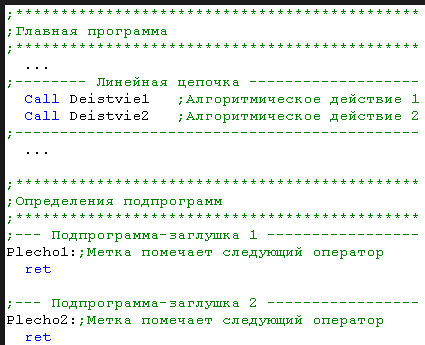 ;*****************************************
;Главная программа
;*****************************************
...
;-------- Линейная цепочка -----------------
Call Deistvie1 ;Алгоритмическое действие 1
Call Deistvie2 ;Алгоритмическое действие 2
;-----------------------------------------
...
;*****************************************
;Определения подпрограмм
;*****************************************
;--- Подпрограмма-заглушка 1 ---------------
Plecho1:;Метка помечает следующий оператор
ret
;--- Подпрограмма-заглушка 2 ---------------
Plecho2:;Метка помечает следующий оператор
ret